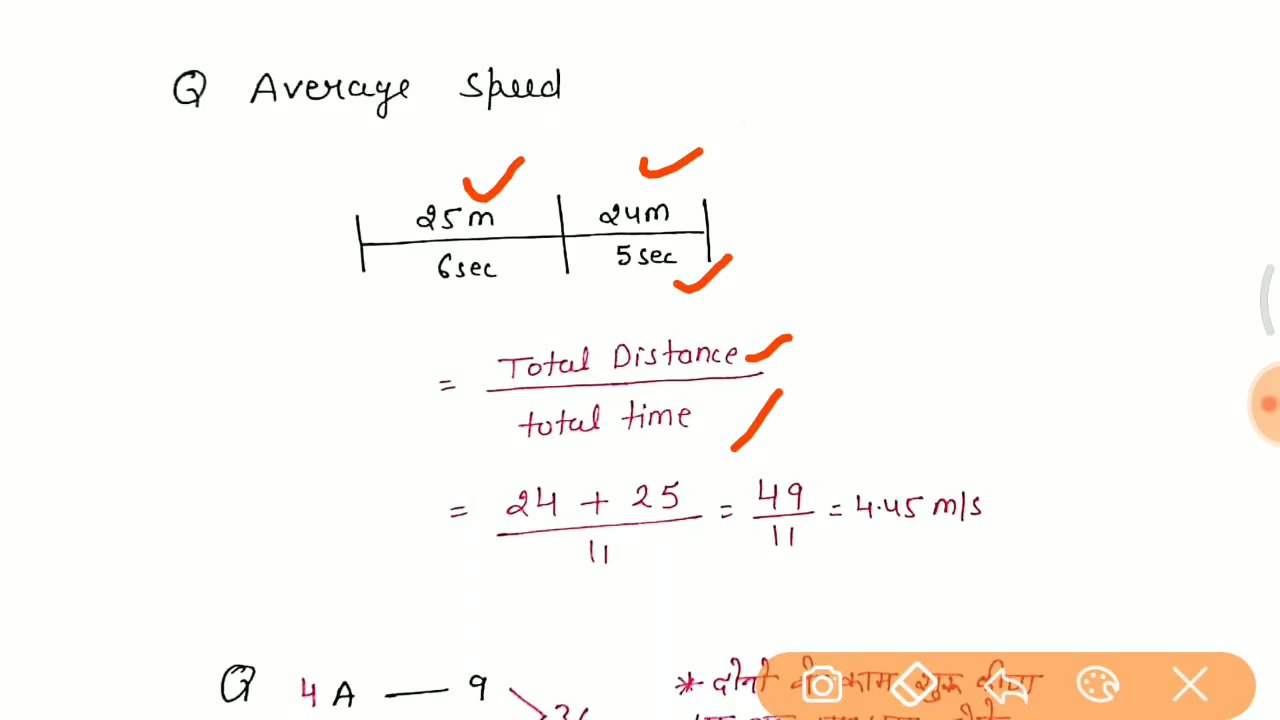 Q Average Speed
25m 24m
6sec 5sec
= Total Distance
total time
= 24 + 25 = 49 = 4.45 m/s
11 11
Q 4 A — 9
* दोनो काम शुरू